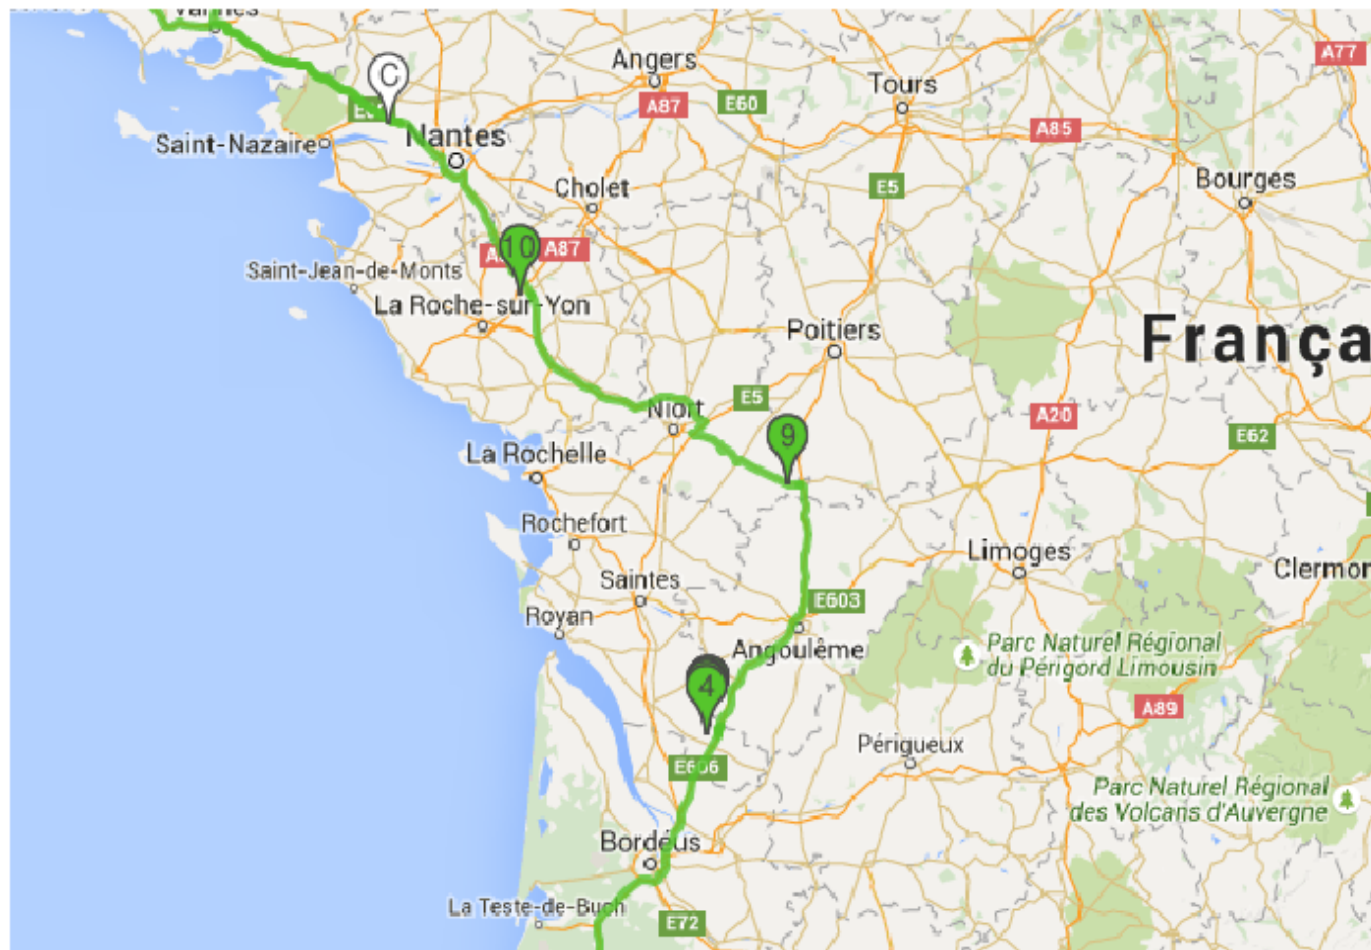 Vannes
Angers
A77
C
Tours
A87
E60
A85
Saint-Nazaire
Nantes
Cholet
E5
Bourges
10
A87
Saint-Jean-de-Monts
La Roche-sur-Yon
Poitiers
França
E5
Niort
A20
9
E62
La Rochelle
Rochefort
Limoges
Clermon
Saintes
E603
Royan
Angoulême
Parc Naturel Régional
du Périgord Limousin
4
A89
Périgueux
E606
Parc Naturel Régional
des Volcans d'Auvergne
Bordéus
La Teste-de-Buch
E72